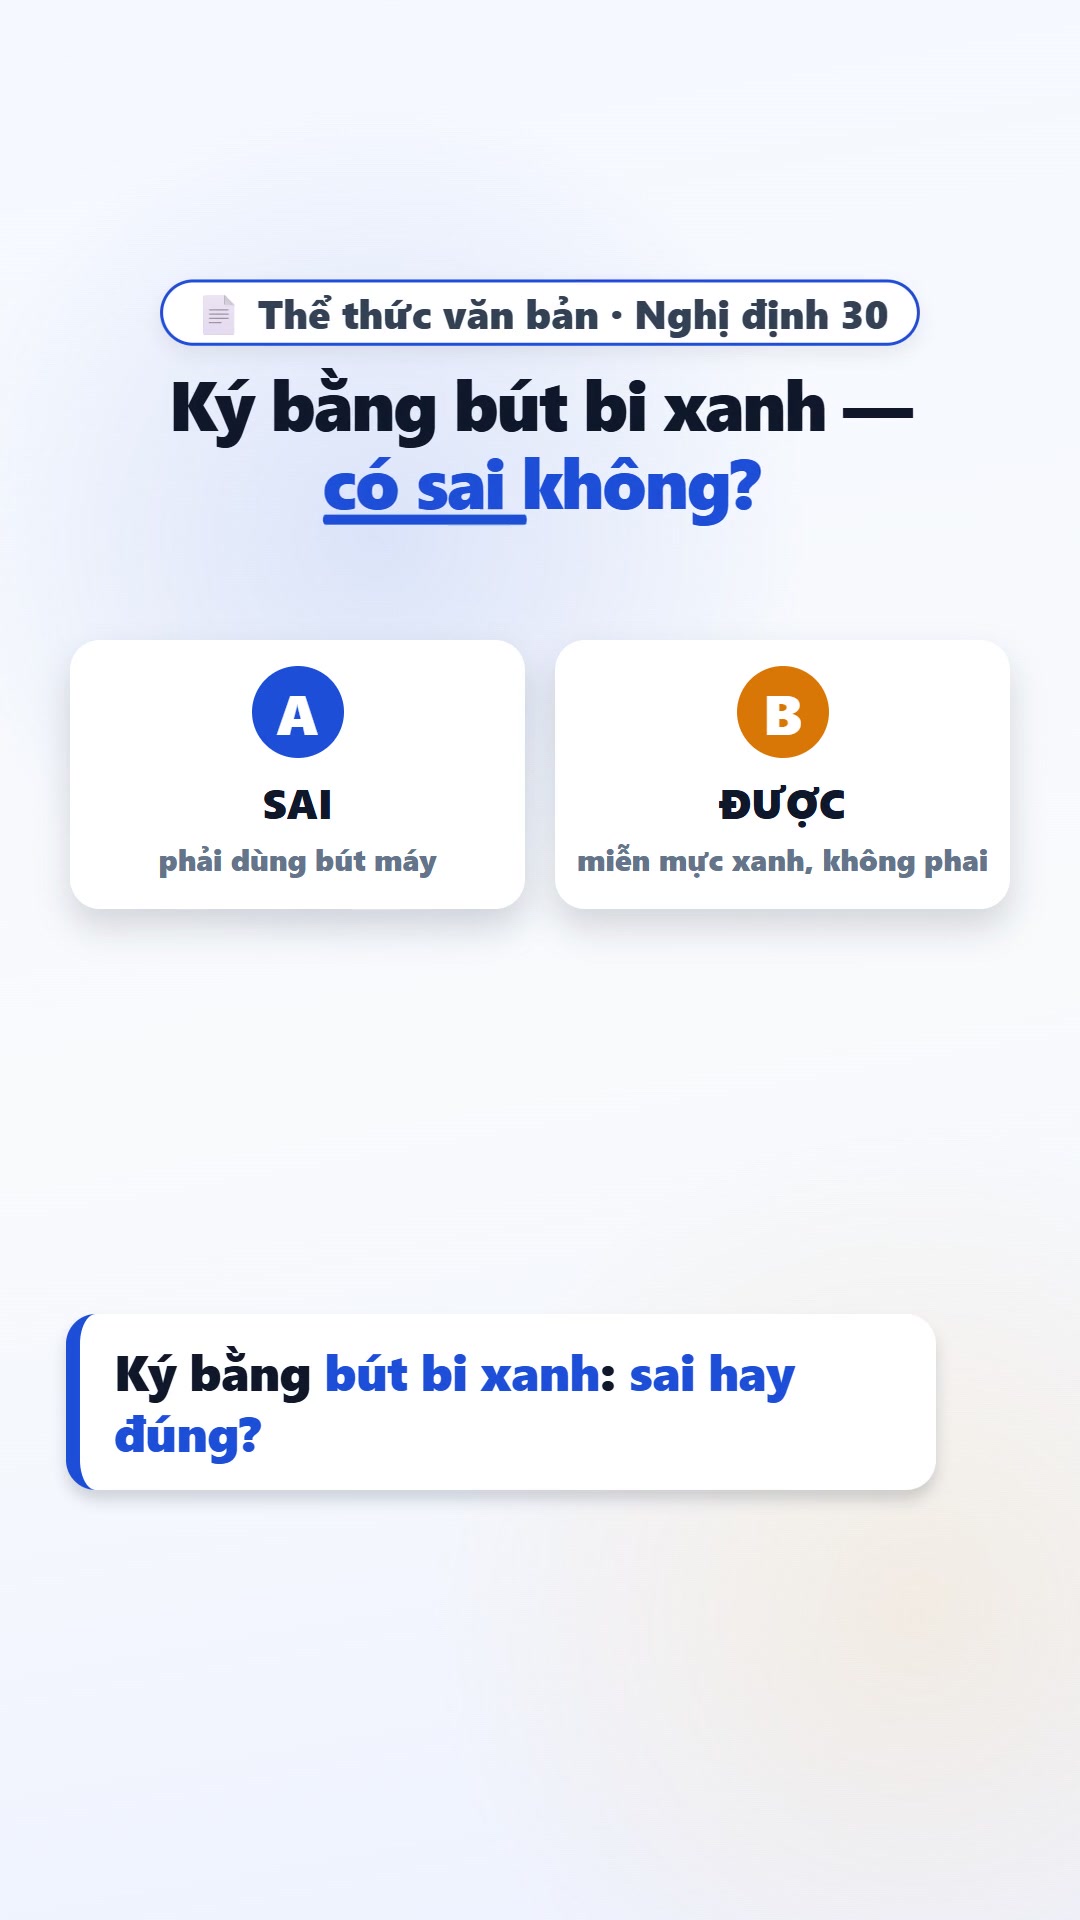 Thể thức văn bản · Nghị định 30
Ký bằng bút bi xanh —
có sai không?
A
SAI
phải dùng bút máy
B
ĐƯỢC
miễn mực xanh, không phai
Ký bằng bút bi xanh: sai hay
đúng?